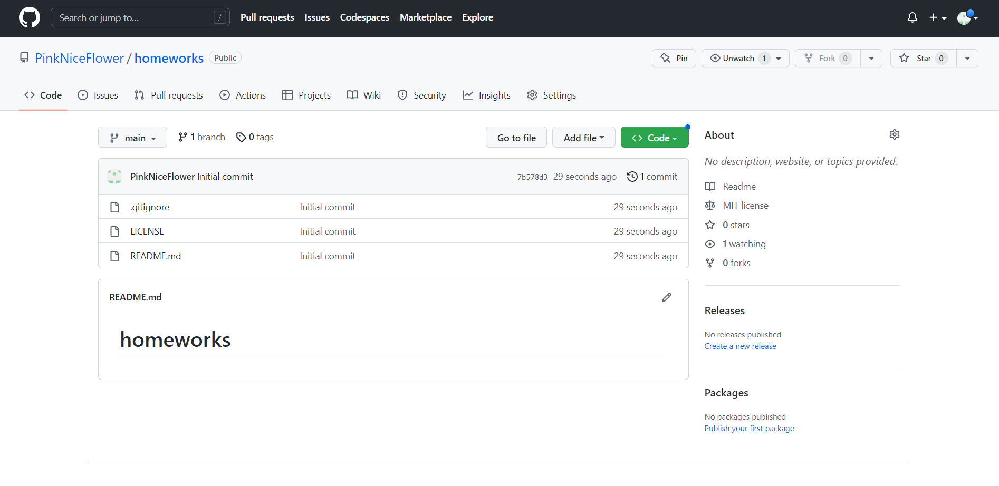 Search or jump to... /
Pull requests Issues Codespaces Marketplace Explore
PinkNiceFlower / homeworks Public
Pin Unwatch 1 Fork 0 Star 0
Code Issues Pull requests Actions Projects Wiki Security Insights Settings
main 1 branch 0 tags Go to file Add file Code
PinkNiceFlower Initial commit 7b578d3 29 seconds ago 1 commit
.gitignore Initial commit 29 seconds ago
LICENSE Initial commit 29 seconds ago
README.md Initial commit 29 seconds ago
README.md
homeworks
About
No description, website, or topics provided.
Readme
MIT license
0 stars
1 watching
0 forks
Releases
No releases published
Create a new release
Packages
No packages published
Publish your first package